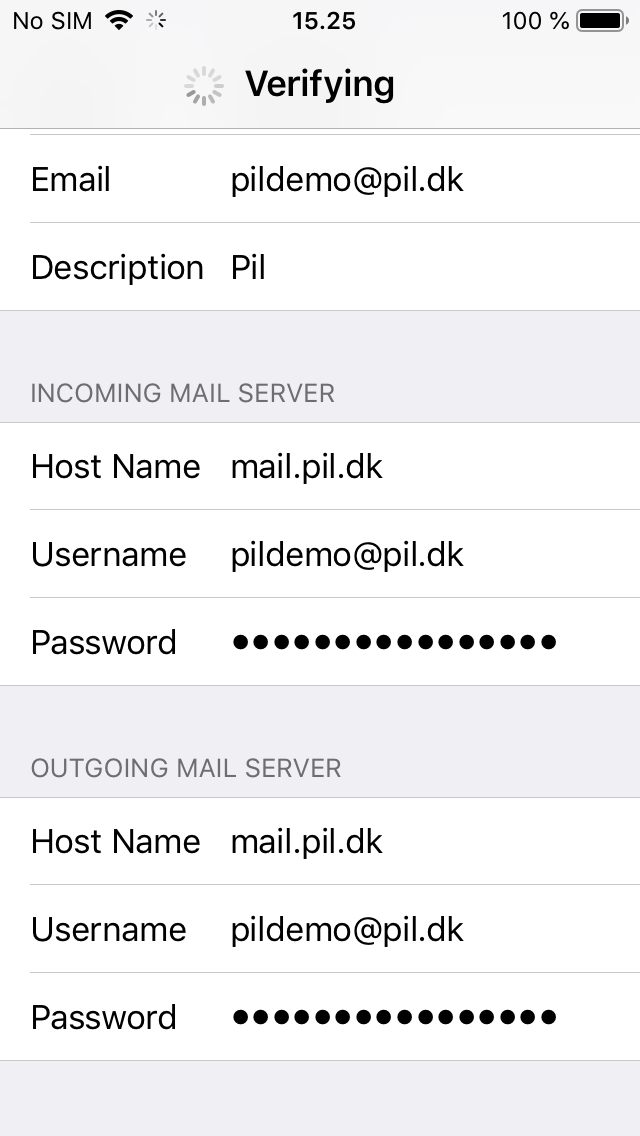 No SIM 15.25 100 %
Verifying
Email pildemo@pil.dk
Description Pil
INCOMING MAIL SERVER
Host Name mail.pil.dk
Username pildemo@pil.dk
Password ●●●●●●●●●●●●●●●●
OUTGOING MAIL SERVER
Host Name mail.pil.dk
Username pildemo@pil.dk
Password ●●●●●●●●●●●●●●●●